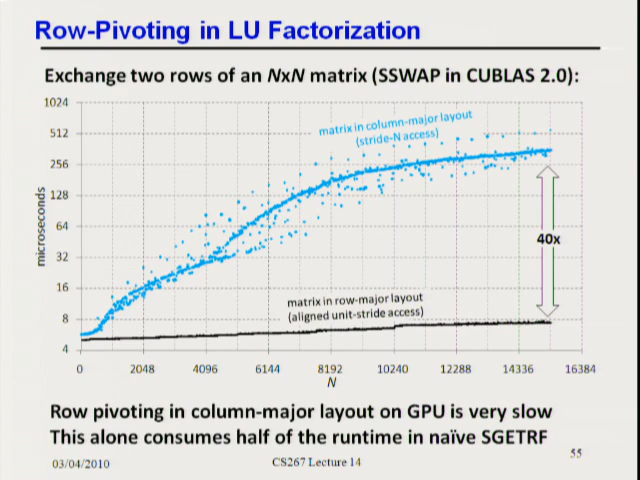 Row-Pivoting in LU Factorization
Exchange two rows of an NxN matrix (SSWAP in CUBLAS 2.0):
1024
512
256
128
64
32
16
8
4
microseconds
matrix in column-major layout
(stride-N access)
40x
matrix in row-major layout
(aligned unit-stride access)
0 2048 4096 6144 8192 10240 12288 14336 16384
N
Row pivoting in column-major layout on GPU is very slow
This alone consumes half of the runtime in naïve SGETRF
03/04/2010 CS267 Lecture 14 55